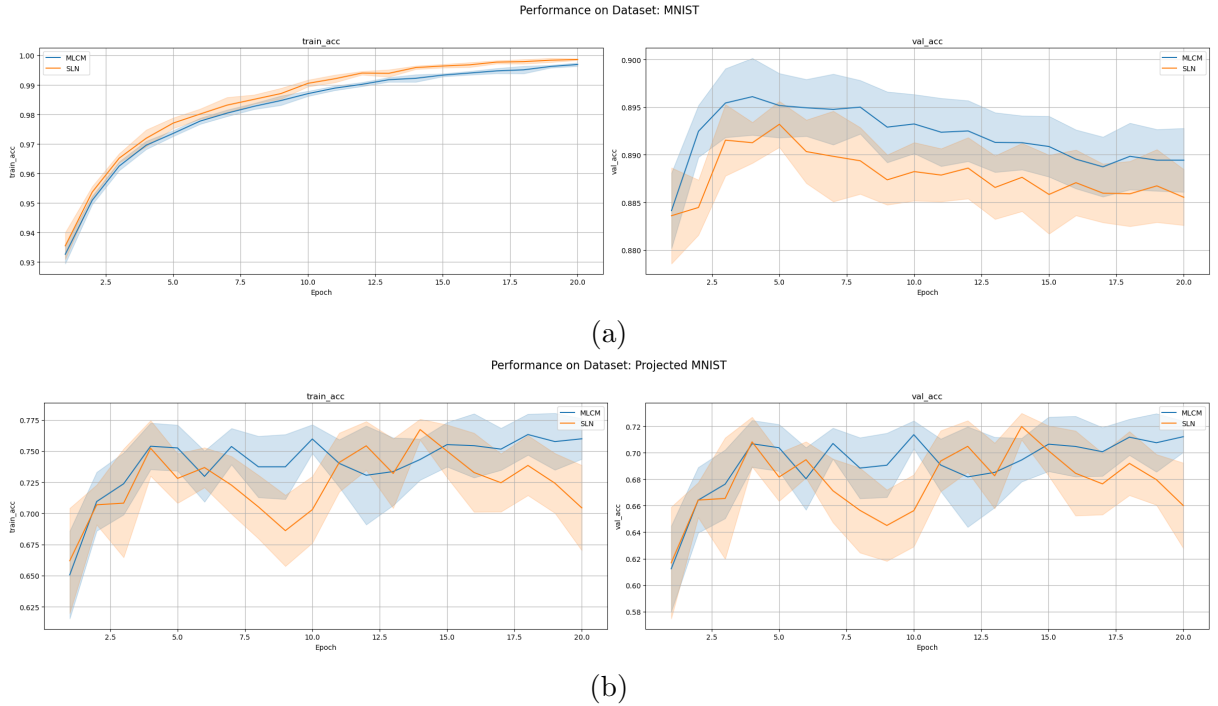 Performance on Dataset: MNIST
train_acc
val_acc
1.00
0.99
0.98
0.97
0.96
0.95
0.94
0.93
train_acc
MLCM
SLN
2.5 5.0 7.5 10.0 12.5 15.0 17.5 20.0
Epoch
0.900
0.895
0.890
0.885
0.880
val_acc
MLCM
SLN
2.5 5.0 7.5 10.0 12.5 15.0 17.5 20.0
Epoch
(a)
Performance on Dataset: Projected MNIST
train_acc
val_acc
0.775
0.750
0.725
0.700
0.675
0.650
0.625
train_acc
MLCM
SLN
2.5 5.0 7.5 10.0 12.5 15.0 17.5 20.0
Epoch
0.72
0.70
0.68
0.66
0.64
0.62
0.60
0.58
val_acc
MLCM
SLN
2.5 5.0 7.5 10.0 12.5 15.0 17.5 20.0
Epoch
(b)